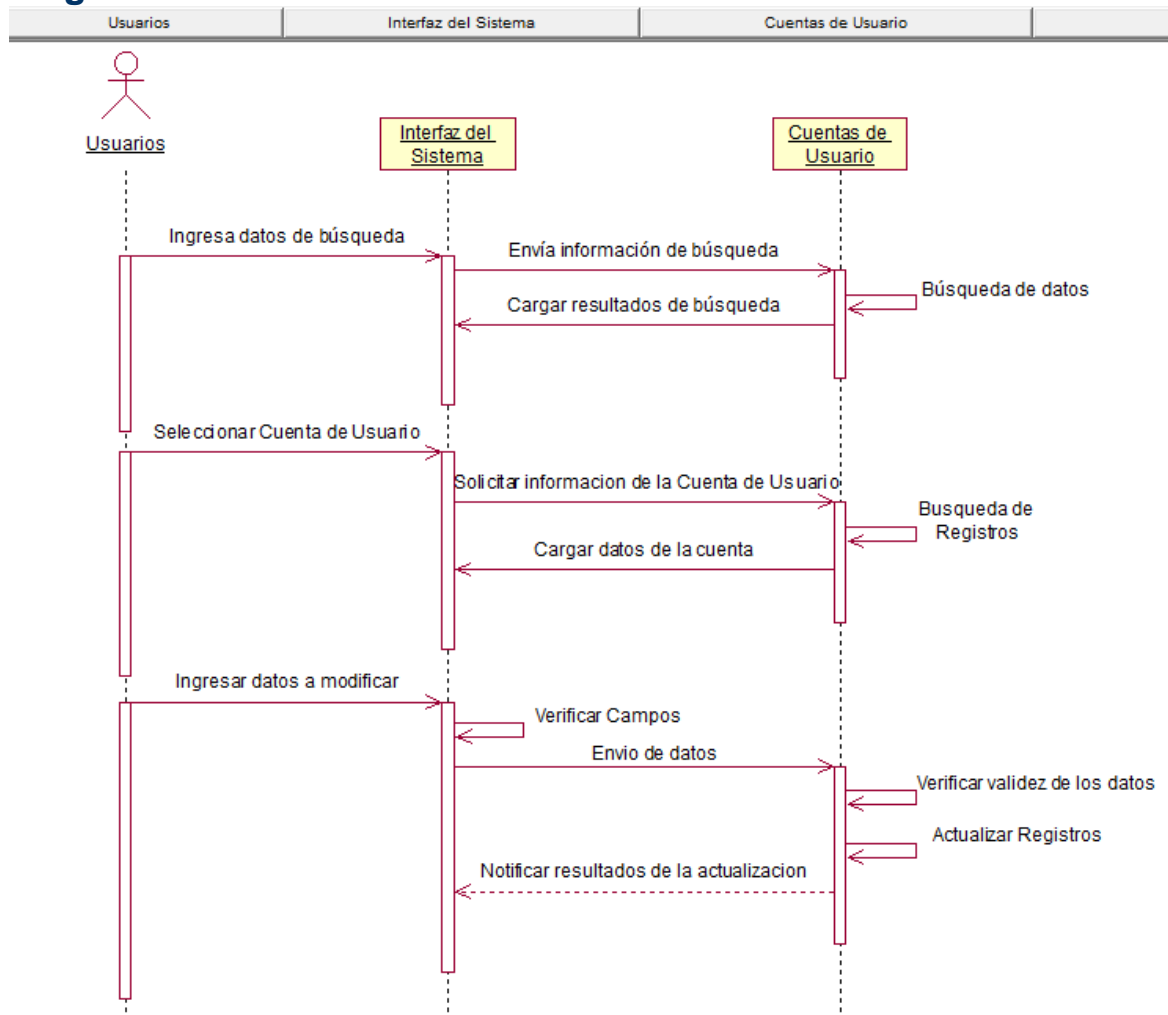 Usuarios
Interfaz del Sistema
Cuentas de Usuario
Usuarios
Interfaz del
Sistema
Cuentas de
Usuario
Ingresa datos de búsqueda
Envía información de búsqueda
Búsqueda de datos
Cargar resultados de búsqueda
Seleccionar Cuenta de Usuario
Solicitar informacion de la Cuenta de Usuario
Busqueda de
Registros
Cargar datos de la cuenta
Ingresar datos a modificar
Verificar Campos
Envio de datos
Verificar validez de los datos
Actualizar Registros
Notificar resultados de la actualizacion